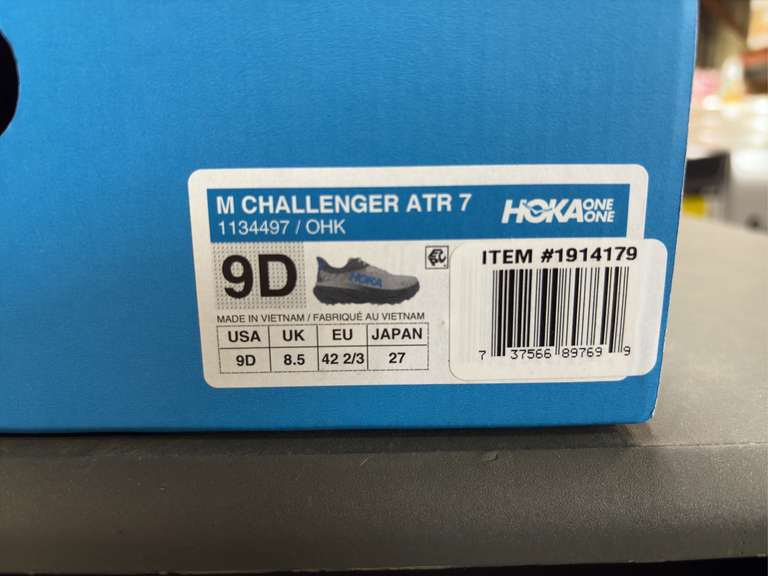 M CHALLENGER ATR 7
HOKA ONE ONE
1134497 / OHK
9D
HOKA
ITEM #1914179
7 37566 89769 9
MADE IN VIETNAM / FABRIQUÉ AU VIETNAM
USA UK EU JAPAN
9D 8.5 42 2/3 27